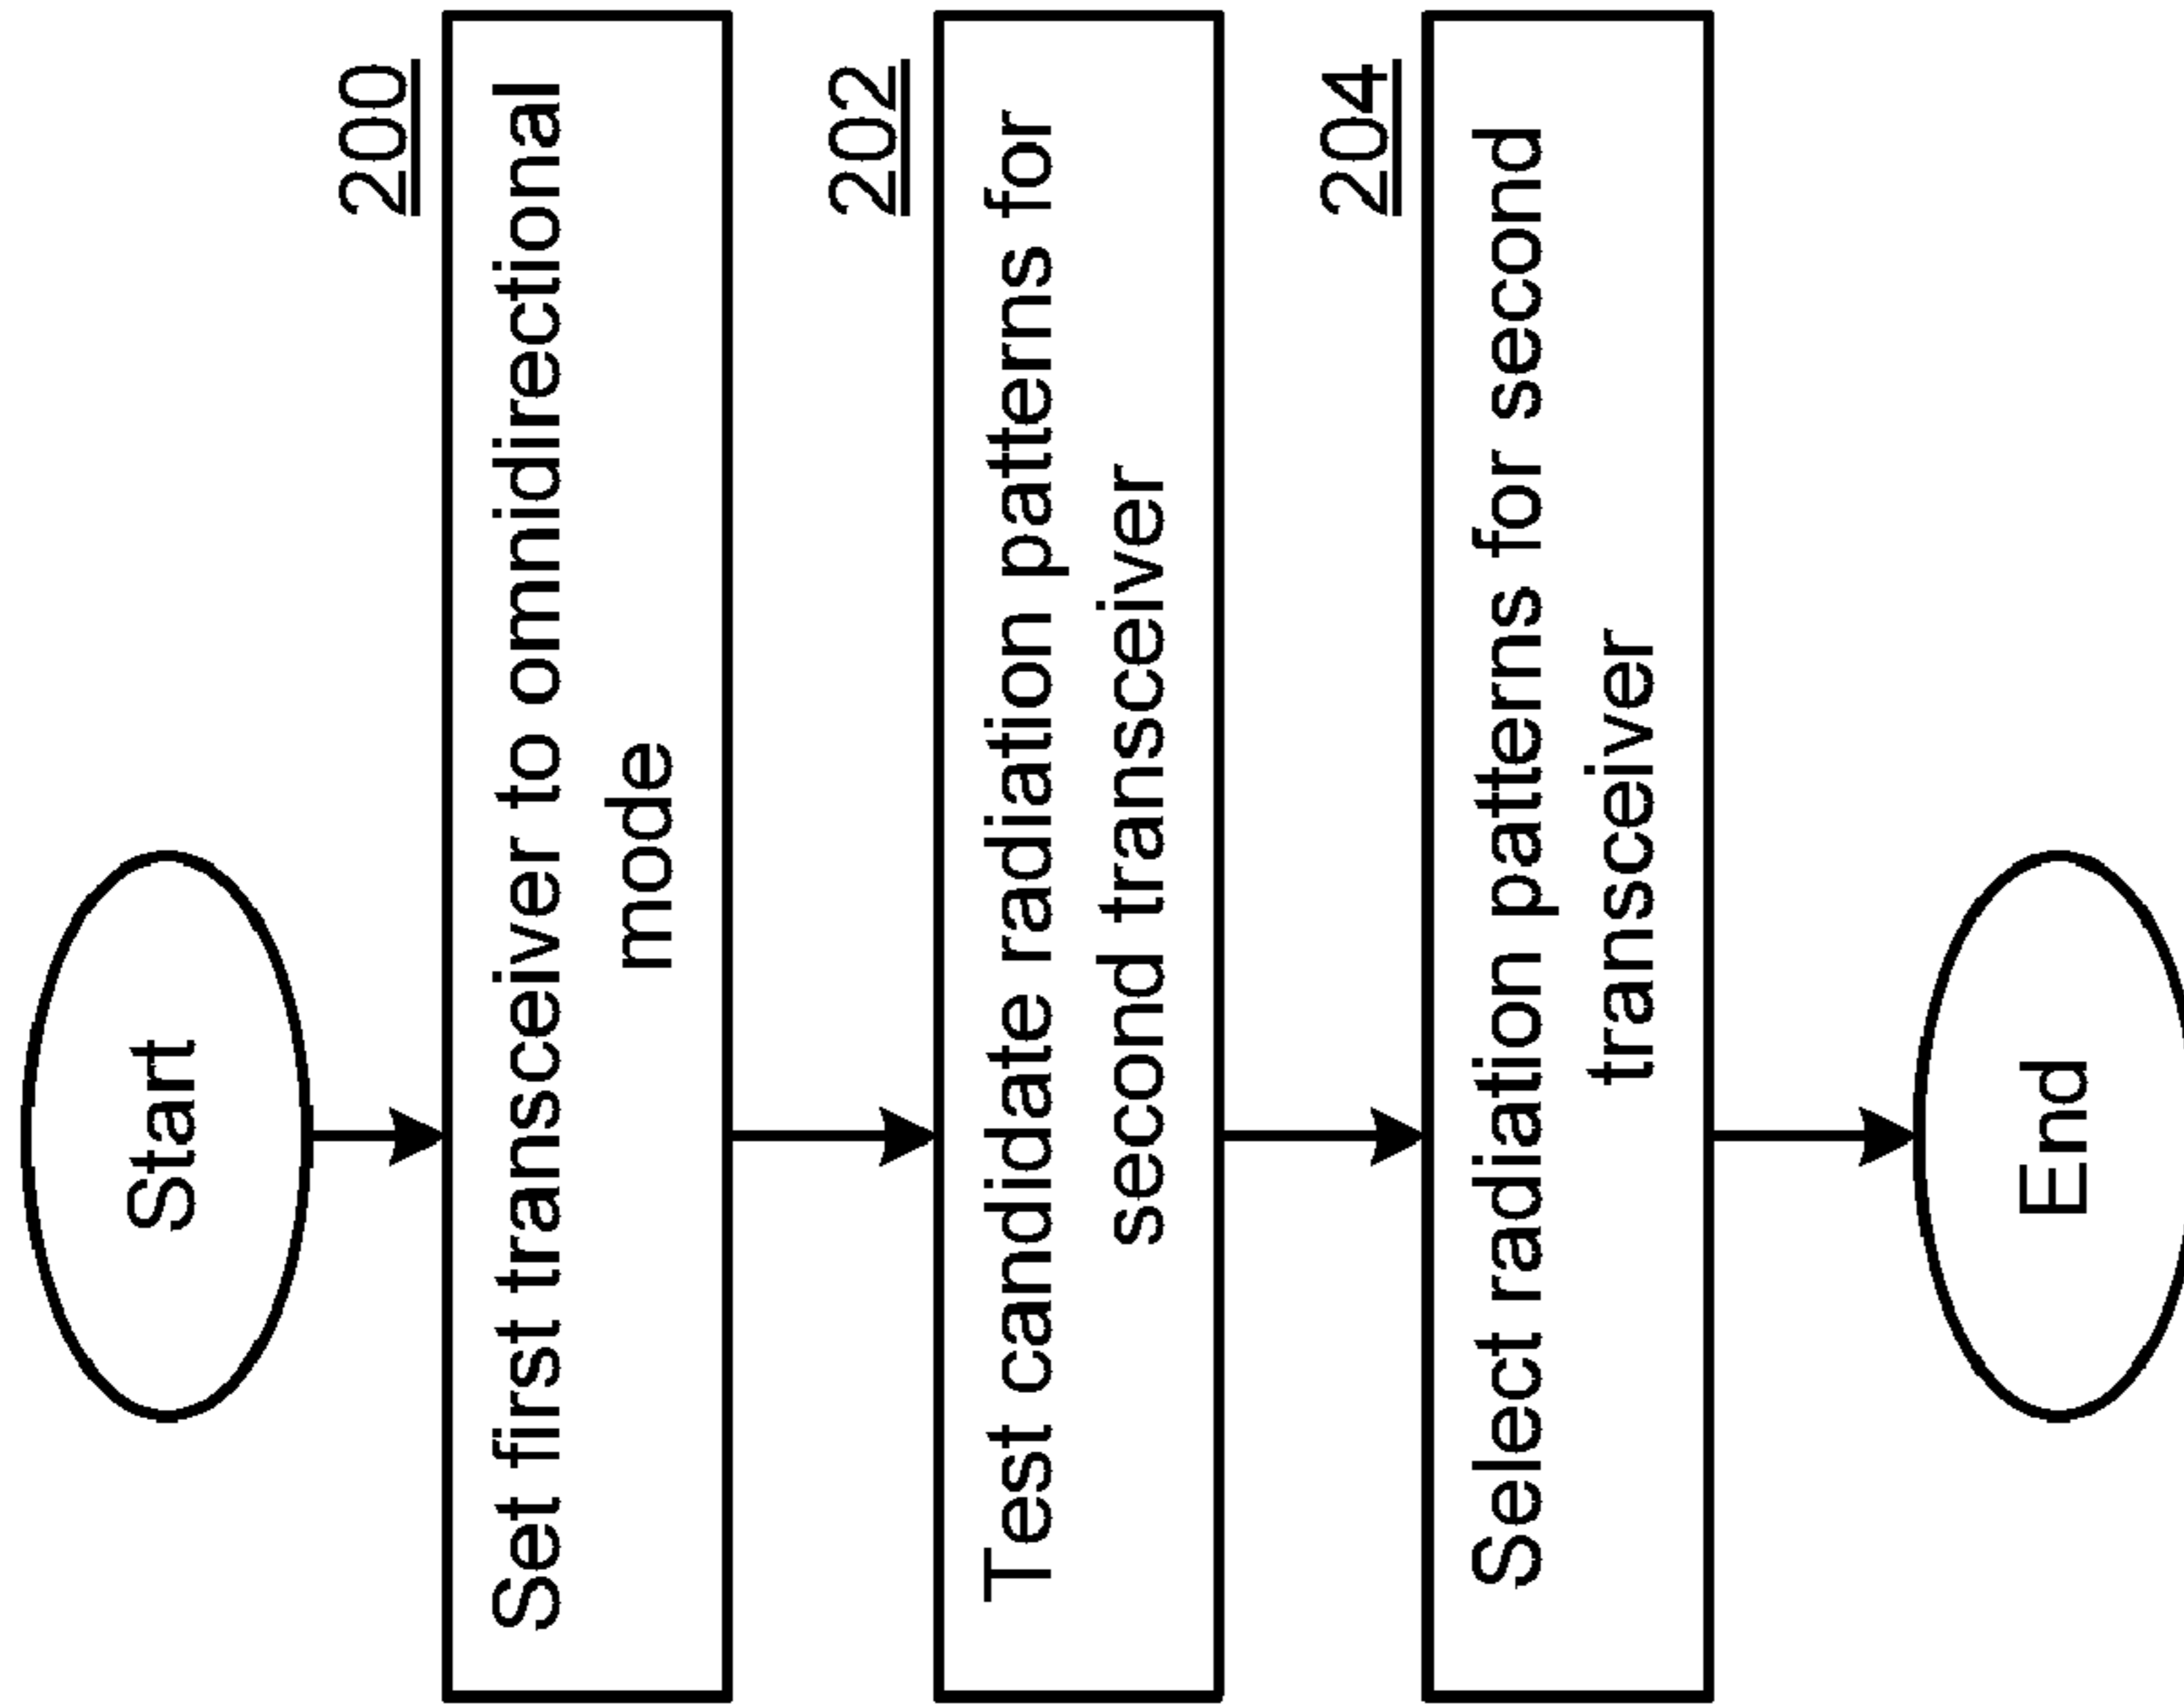 Start
200
Set first transceiver to omnidirectional
mode
202
Test candidate radiation patterns for
second transceiver
204
Select radiation patterns for second
transceiver
End